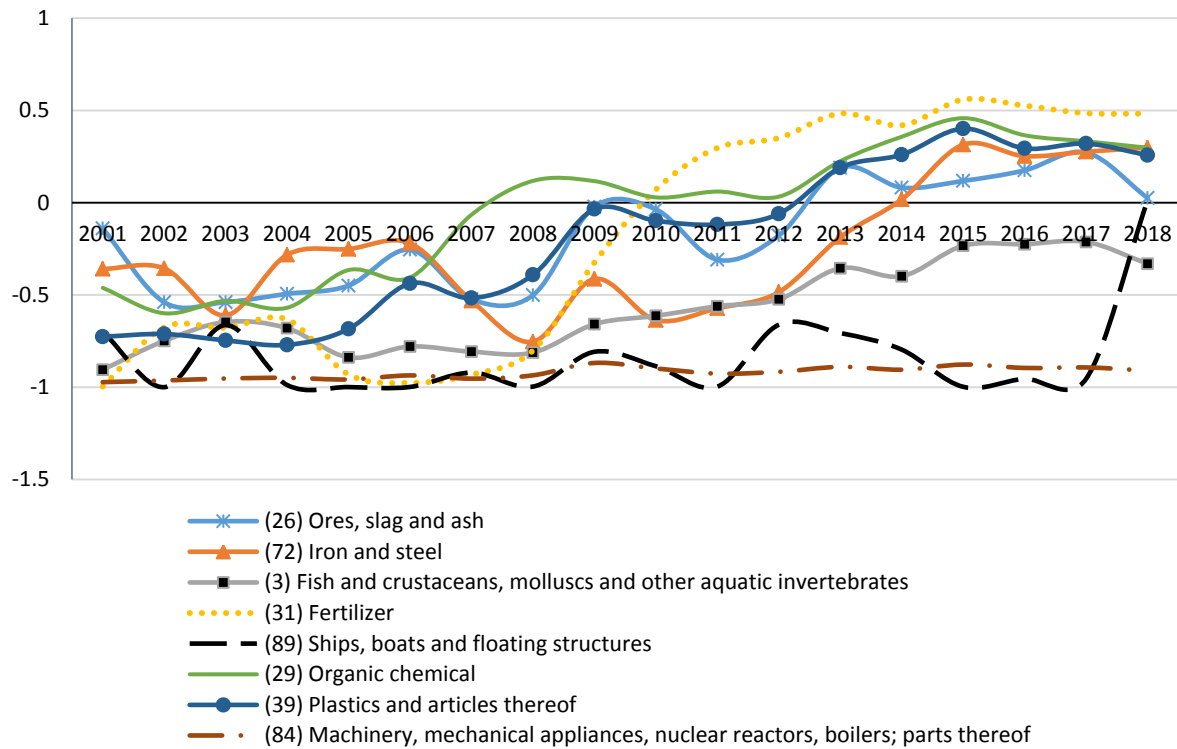 1
0.5
0
2001 2002 2003 2004 2005 2006 2007 2008 2009 2010 2011 2012 2013 2014 2015 2016 2017 2018
-0.5
-1
-1.5
(26) Ores, slag and ash
(72) Iron and steel
(3) Fish and crustaceans, molluscs and other aquatic invertebrates
(31) Fertilizer
(89) Ships, boats and floating structures
(29) Organic chemical
(39) Plastics and articles thereof
(84) Machinery, mechanical appliances, nuclear reactors, boilers; parts thereof